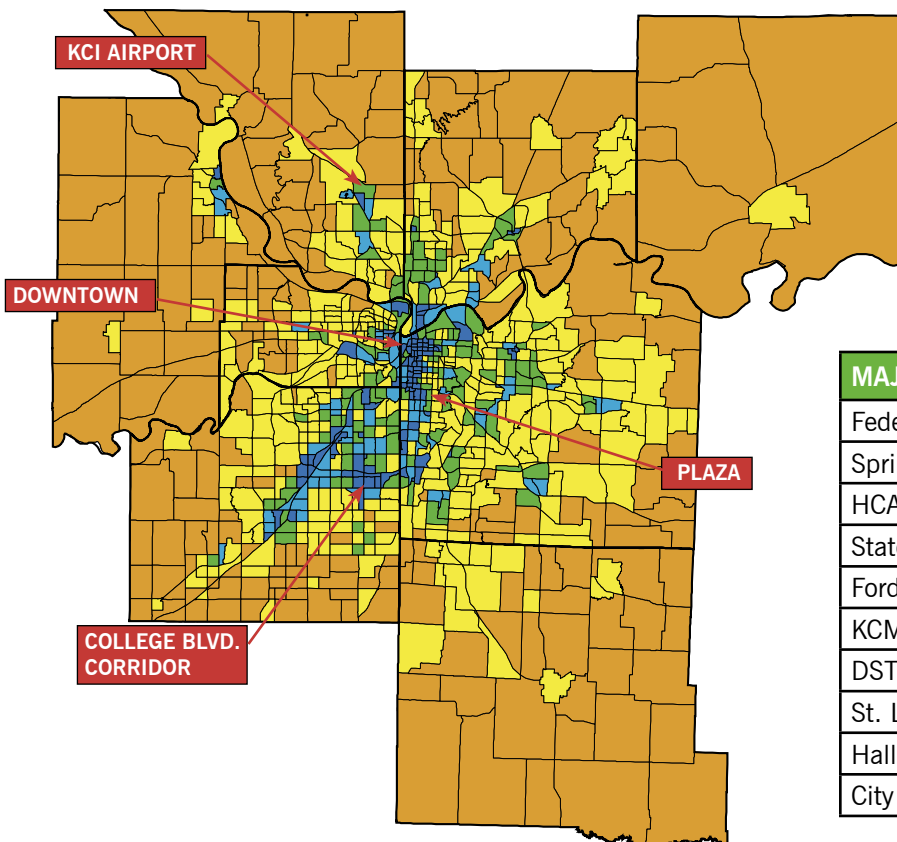 KCI AIRPORT
DOWNTOWN
PLAZA
COLLEGE BLVD.
CORRIDOR
MAJ
Fede
Spri
HCA
State
Ford
KCM
DST
St. L
Hall
City